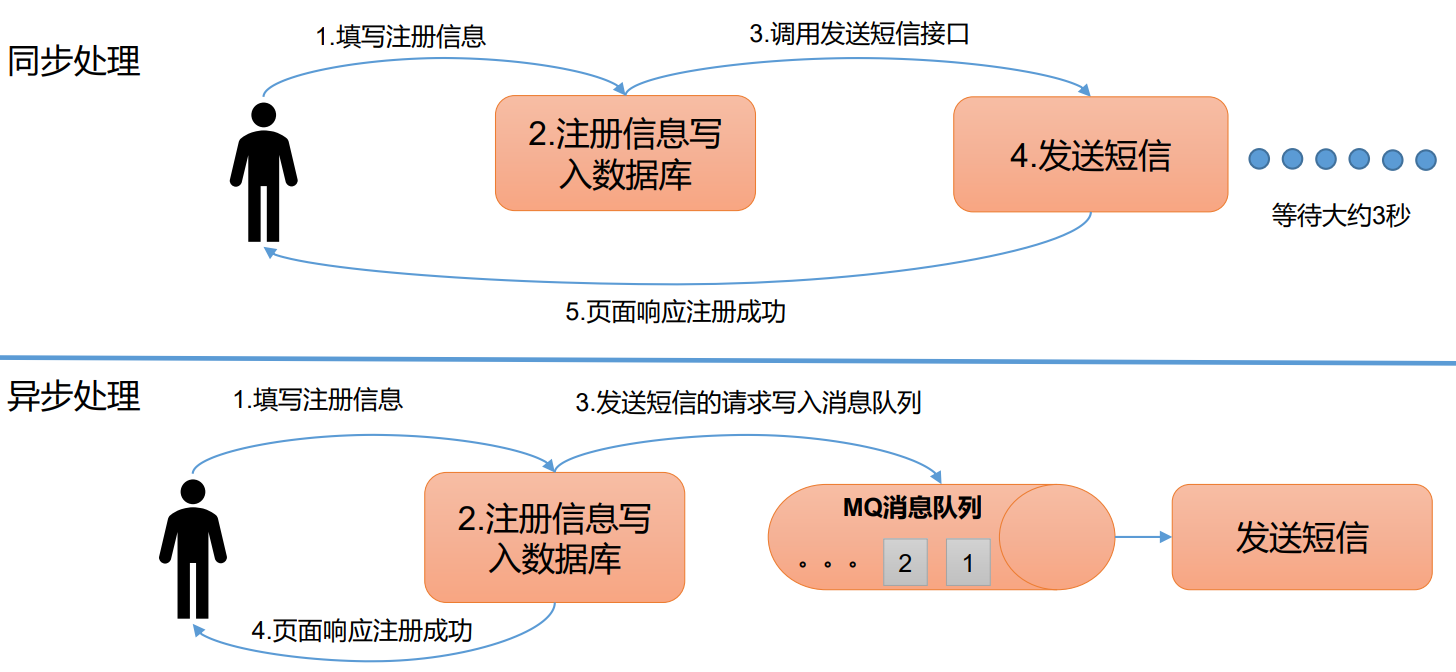 同步处理
1.填写注册信息
3.调用发送短信接口
2.注册信息写
入数据库
4.发送短信
等待大约3秒
5.页面响应注册成功
异步处理
1.填写注册信息
3.发送短信的请求写入消息队列
2.注册信息写
入数据库
MQ消息队列
。。。 2 1
发送短信
4.页面响应注册成功